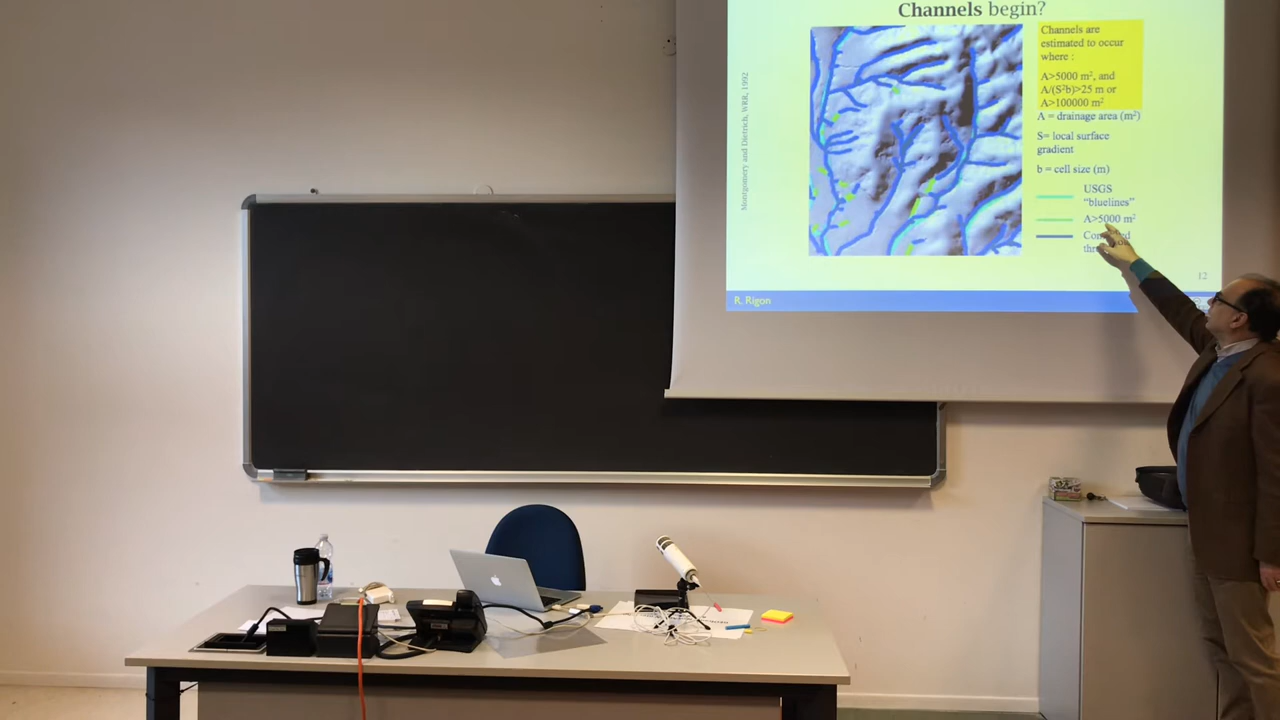 Channels begin?
Montgomery and Dietrich, WRR, 1992
Channels are
estimated to occur
where :
A>5000 m², and
A/(S²b)>25 m or
A>100000 m²
A = drainage area (m²)
S= local surface
gradient
b = cell size (m)
USGS
"bluelines"
A>5000 m²
12
R. Rigon